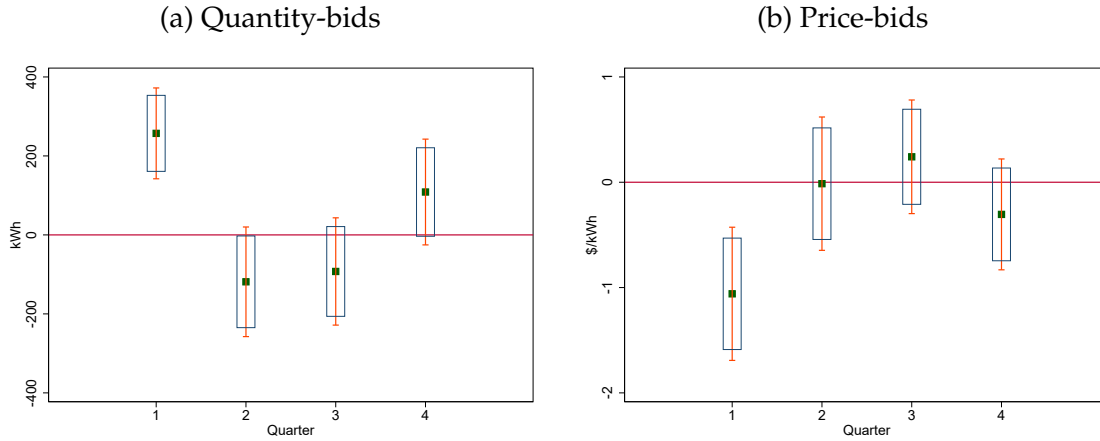 (a) Quantity-bids
400
200
0
-200
-400
kWh
1 2 3 4
Quarter
(b) Price-bids
1
0
-1
-2
$/kWh
1 2 3 4
Quarter